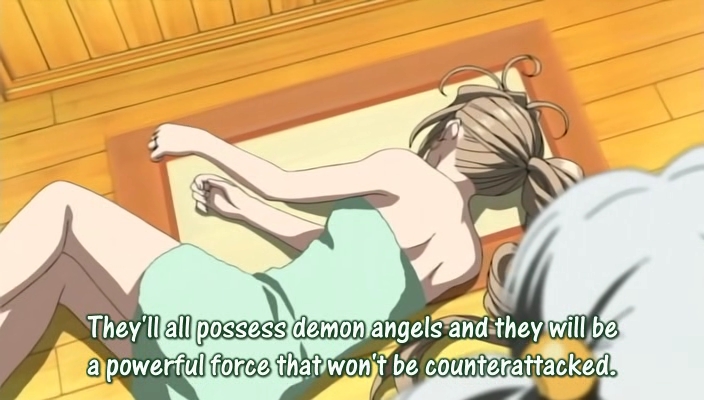 They'll all possess demon angels and they will be
a powerful force that won't be counterattacked.